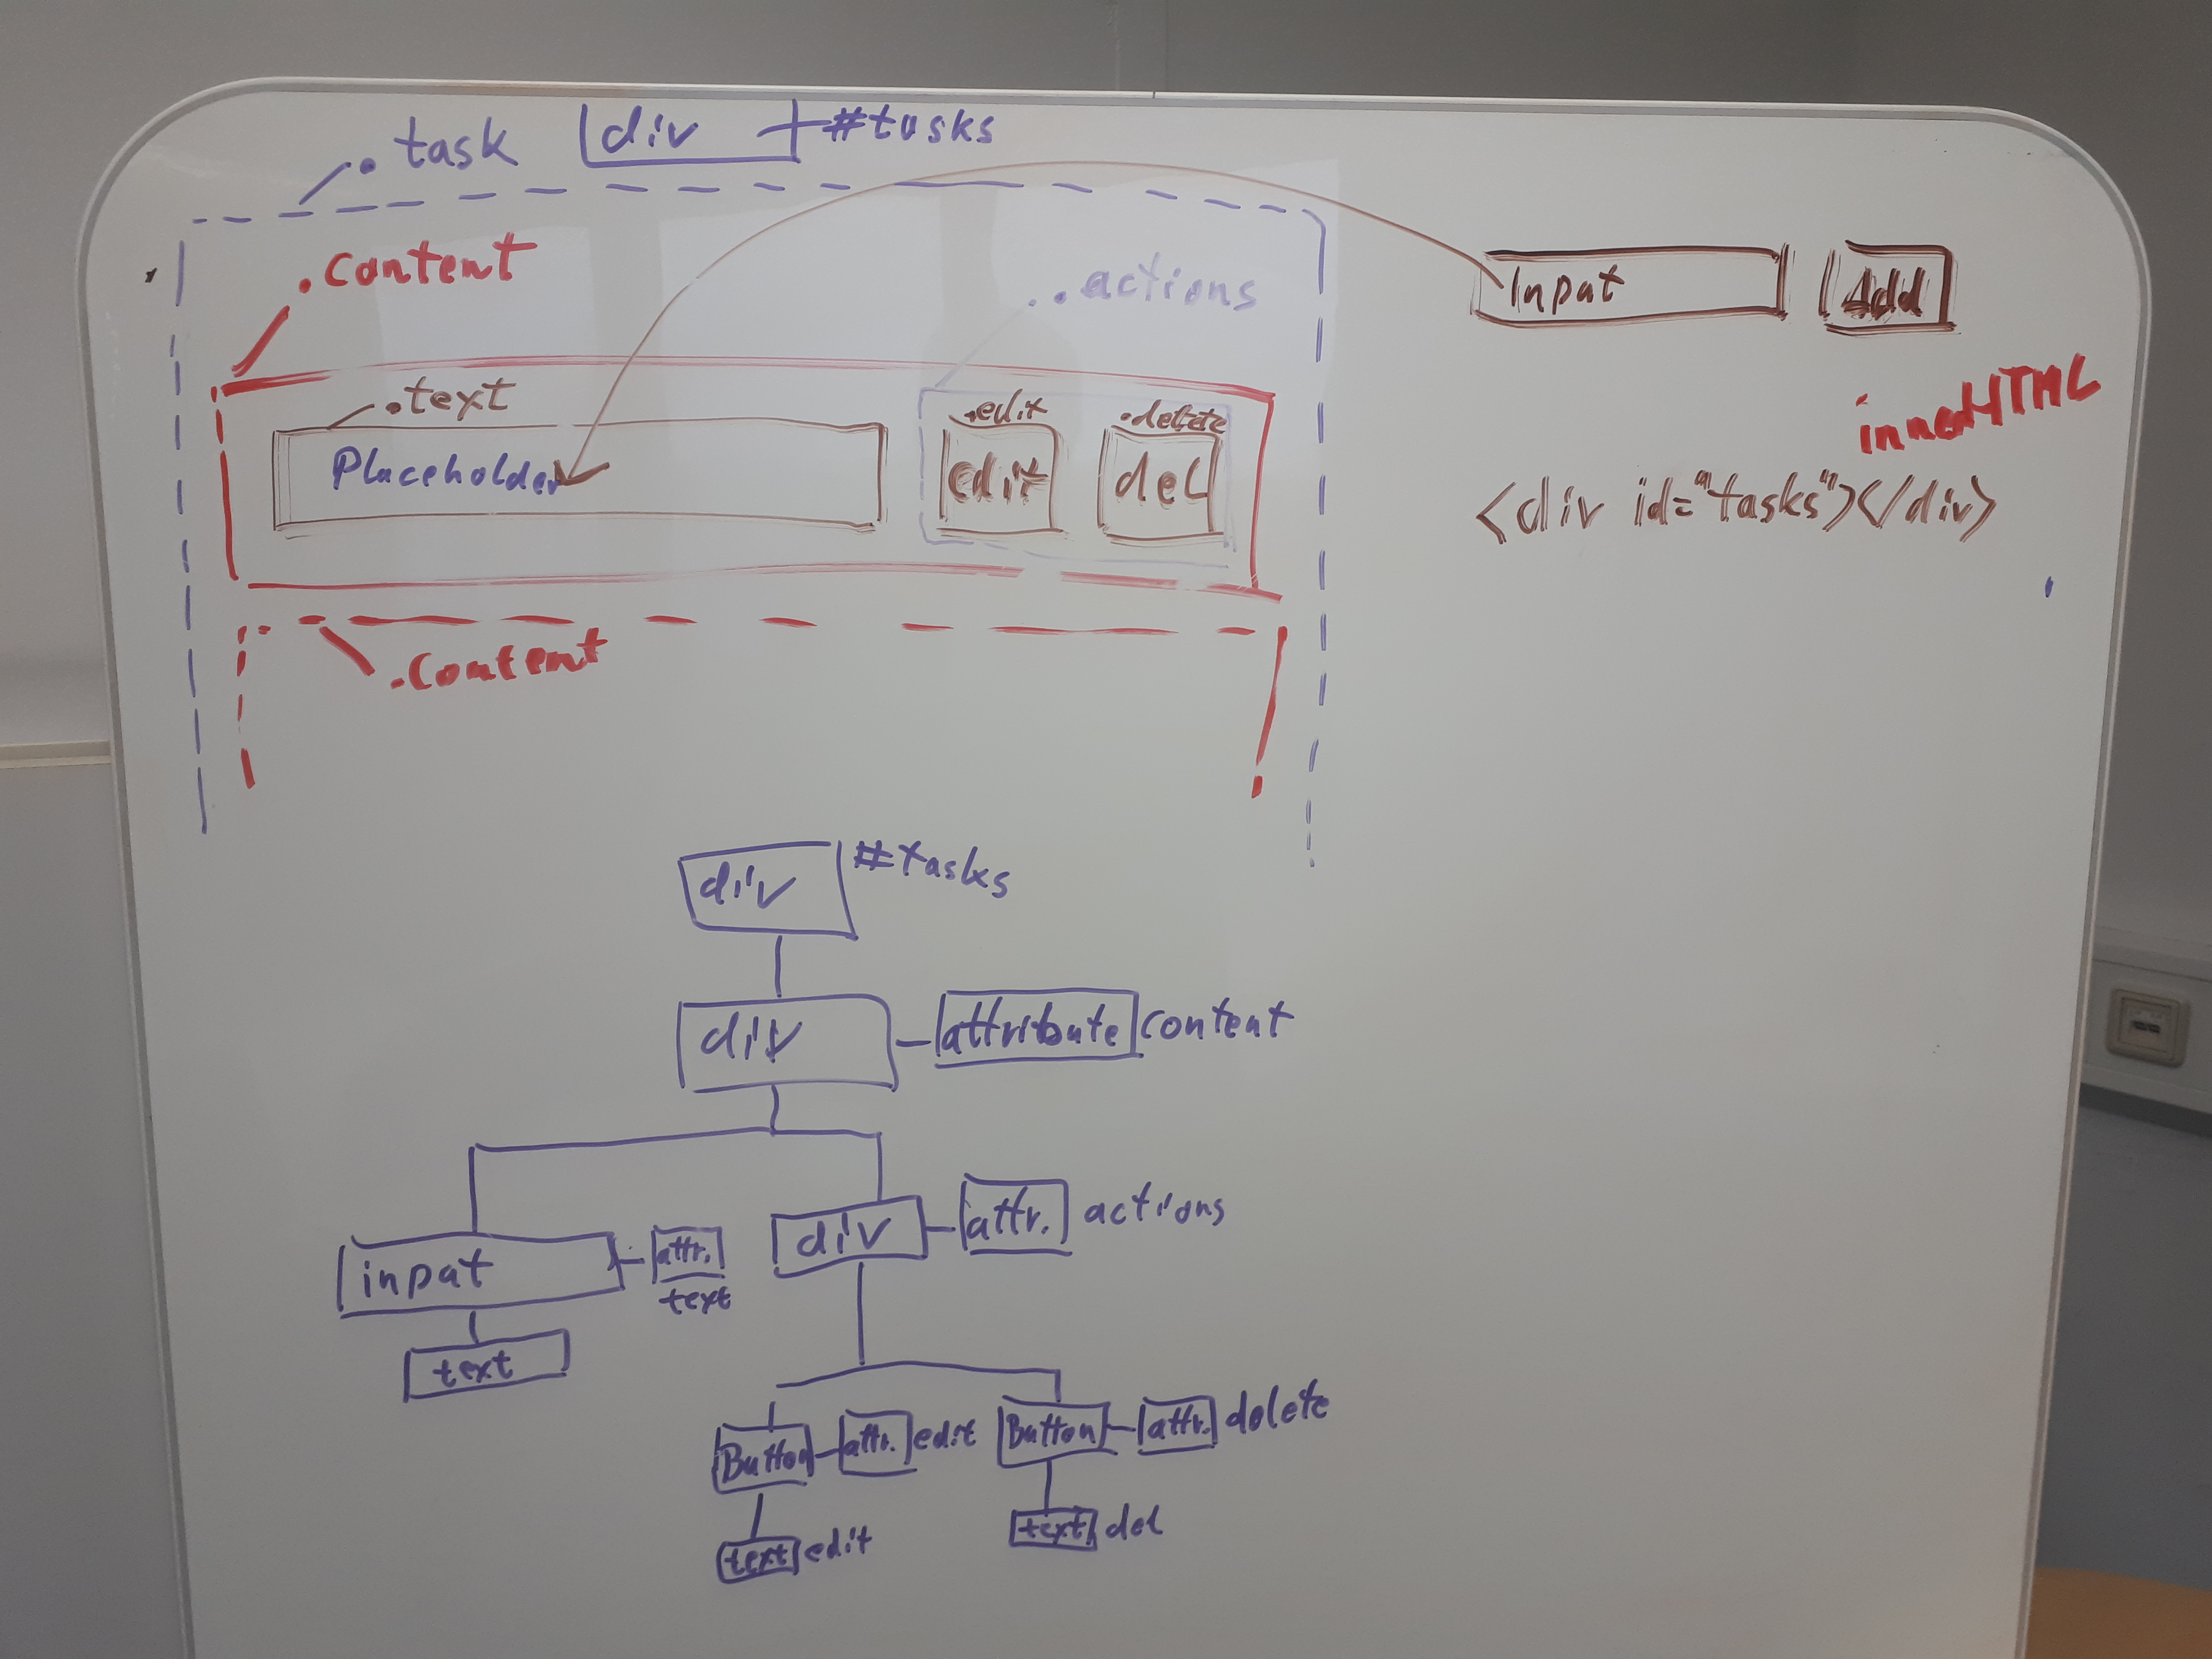 .task div #tasks
.content
..actions
Inpat Add
.text .edit .delete
Placeholder edit del
innerHTML
<div id="tasks"></div>
.content
div #tasks
div attribute content
inpat attr. text
div attr. actions
text
Button attr. edit Button attr. delete
text edit text del